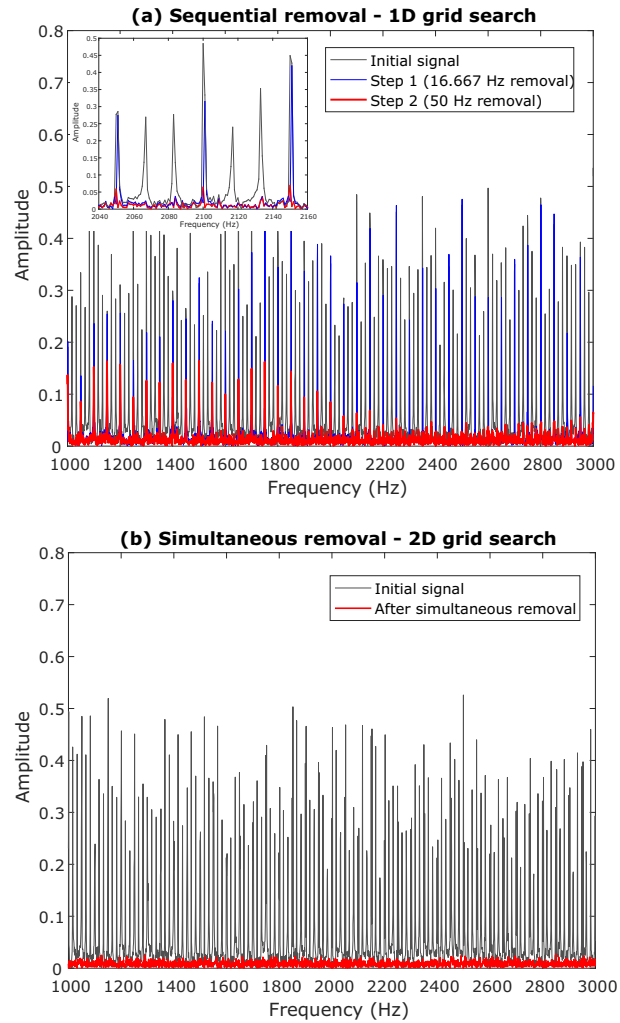 (a) Sequential removal - 1D grid search
0.8
0.7
0.6
0.5
0.4
0.3
0.2
0.1
0
Amplitude
Initial signal
Step 1 (16.667 Hz removal)
Step 2 (50 Hz removal)
0.5
0.45
0.4
0.35
0.3
0.25
0.2
0.15
0.1
0.05
0
Amplitude
2040 2060 2080 2100 2120 2140 2160
Frequency (Hz)
1000 1200 1400 1600 1800 2000 2200 2400 2600 2800 3000
Frequency (Hz)
(b) Simultaneous removal - 2D grid search
0.8
0.7
0.6
0.5
0.4
0.3
0.2
0.1
0
Amplitude
Initial signal
After simultaneous removal
1000 1200 1400 1600 1800 2000 2200 2400 2600 2800 3000
Frequency (Hz)